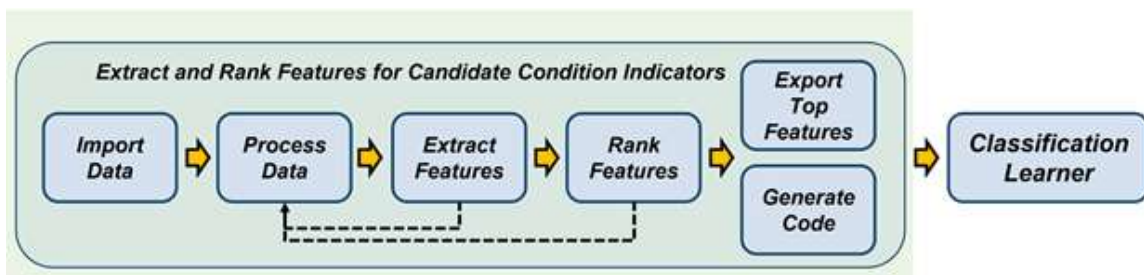 Extract and Rank Features for Candidate Condition Indicators
Import
Data
Process
Data
Extract
Features
Rank
Features
Export
Top
Features
Generate
Code
Classification
Learner